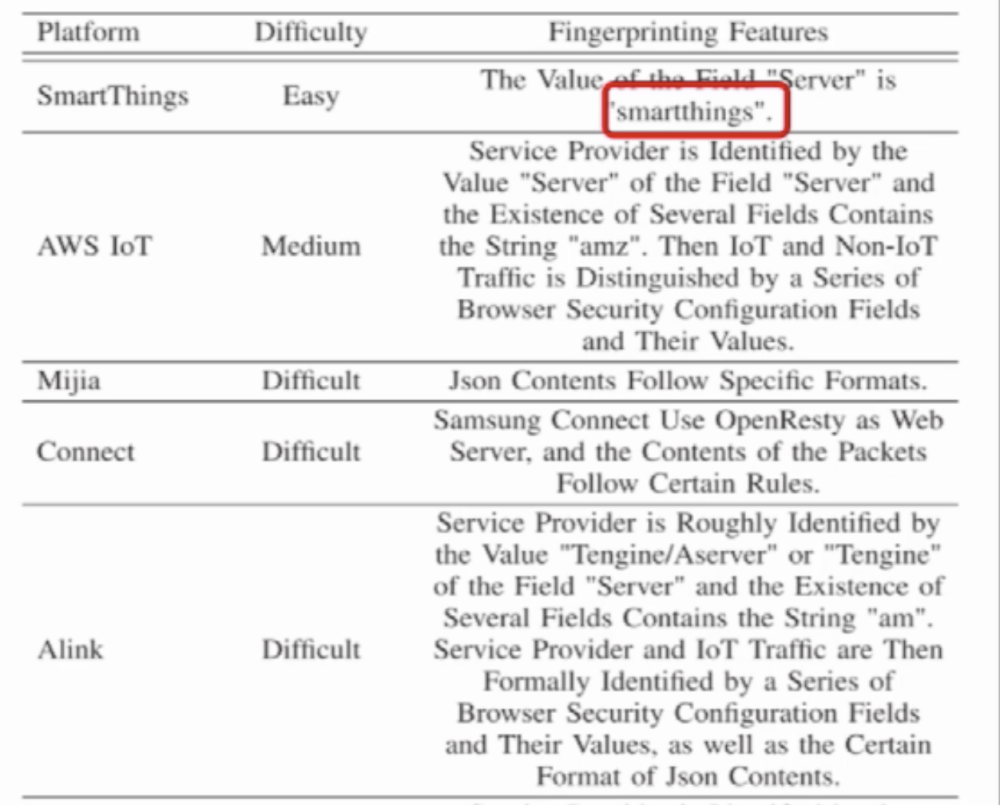 Platform Difficulty Fingerprinting Features
SmartThings Easy The Value of the Field "Server" is
"smartthings".
Service Provider is Identified by the
Value "Server" of the Field "Server" and
the Existence of Several Fields Contains
AWS IoT Medium the String "amz". Then IoT and Non-IoT
Traffic is Distinguished by a Series of
Browser Security Configuration Fields
and Their Values.
Mijia Difficult Json Contents Follow Specific Formats.
Samsung Connect Use OpenResty as Web
Connect Difficult Server, and the Contents of the Packets
Follow Certain Rules.
Service Provider is Roughly Identified by
the Value "Tengine/Aserver" or "Tengine"
of the Field "Server" and the Existence of
Several Fields Contains the String "am".
Alink Difficult Service Provider and IoT Traffic are Then
Formally Identified by a Series of
Browser Security Configuration Fields
and Their Values, as well as the Certain
Format of Json Contents.